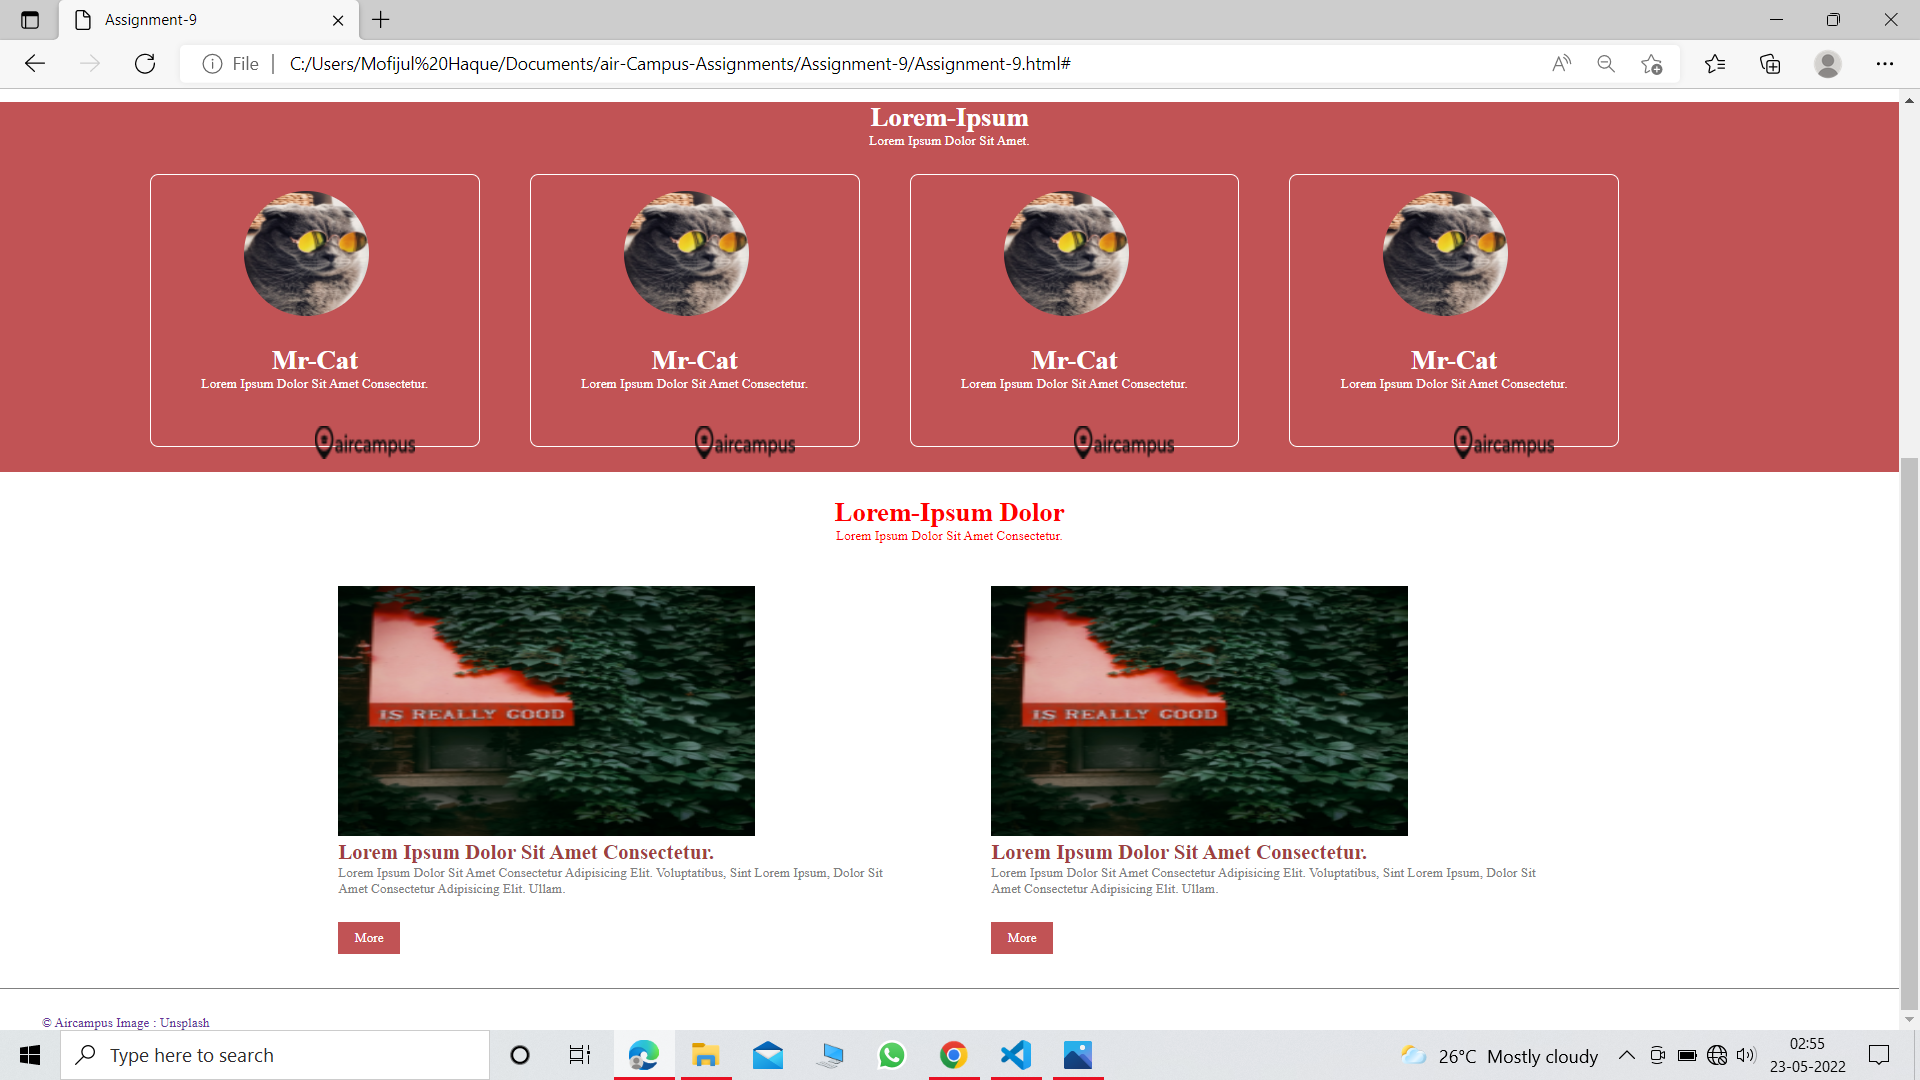 Assignment-9
File
C:/Users/Mofijul%20Haque/Documents/air-Campus-Assignments/Assignment-9/Assignment-9.html#
Lorem-Ipsum
Lorem Ipsum Dolor Sit Amet.
Mr-Cat
Lorem Ipsum Dolor Sit Amet Consectetur.
aircampus
Mr-Cat
Lorem Ipsum Dolor Sit Amet Consectetur.
aircampus
Mr-Cat
Lorem Ipsum Dolor Sit Amet Consectetur.
aircampus
Mr-Cat
Lorem Ipsum Dolor Sit Amet Consectetur.
aircampus
Lorem-Ipsum Dolor
Lorem Ipsum Dolor Sit Amet Consectetur.
IS REALLY GOOD
Lorem Ipsum Dolor Sit Amet Consectetur.
Lorem Ipsum Dolor Sit Amet Consectetur Adipisicing Elit. Voluptatibus, Sint Lorem Ipsum, Dolor Sit
Amet Consectetur Adipisicing Elit. Ullam.
More
IS REALLY GOOD
Lorem Ipsum Dolor Sit Amet Consectetur.
Lorem Ipsum Dolor Sit Amet Consectetur Adipisicing Elit. Voluptatibus, Sint Lorem Ipsum, Dolor Sit
Amet Consectetur Adipisicing Elit. Ullam.
More
© Aircampus Image : Unsplash
Type here to search
26°C Mostly cloudy
02:55
23-05-2022